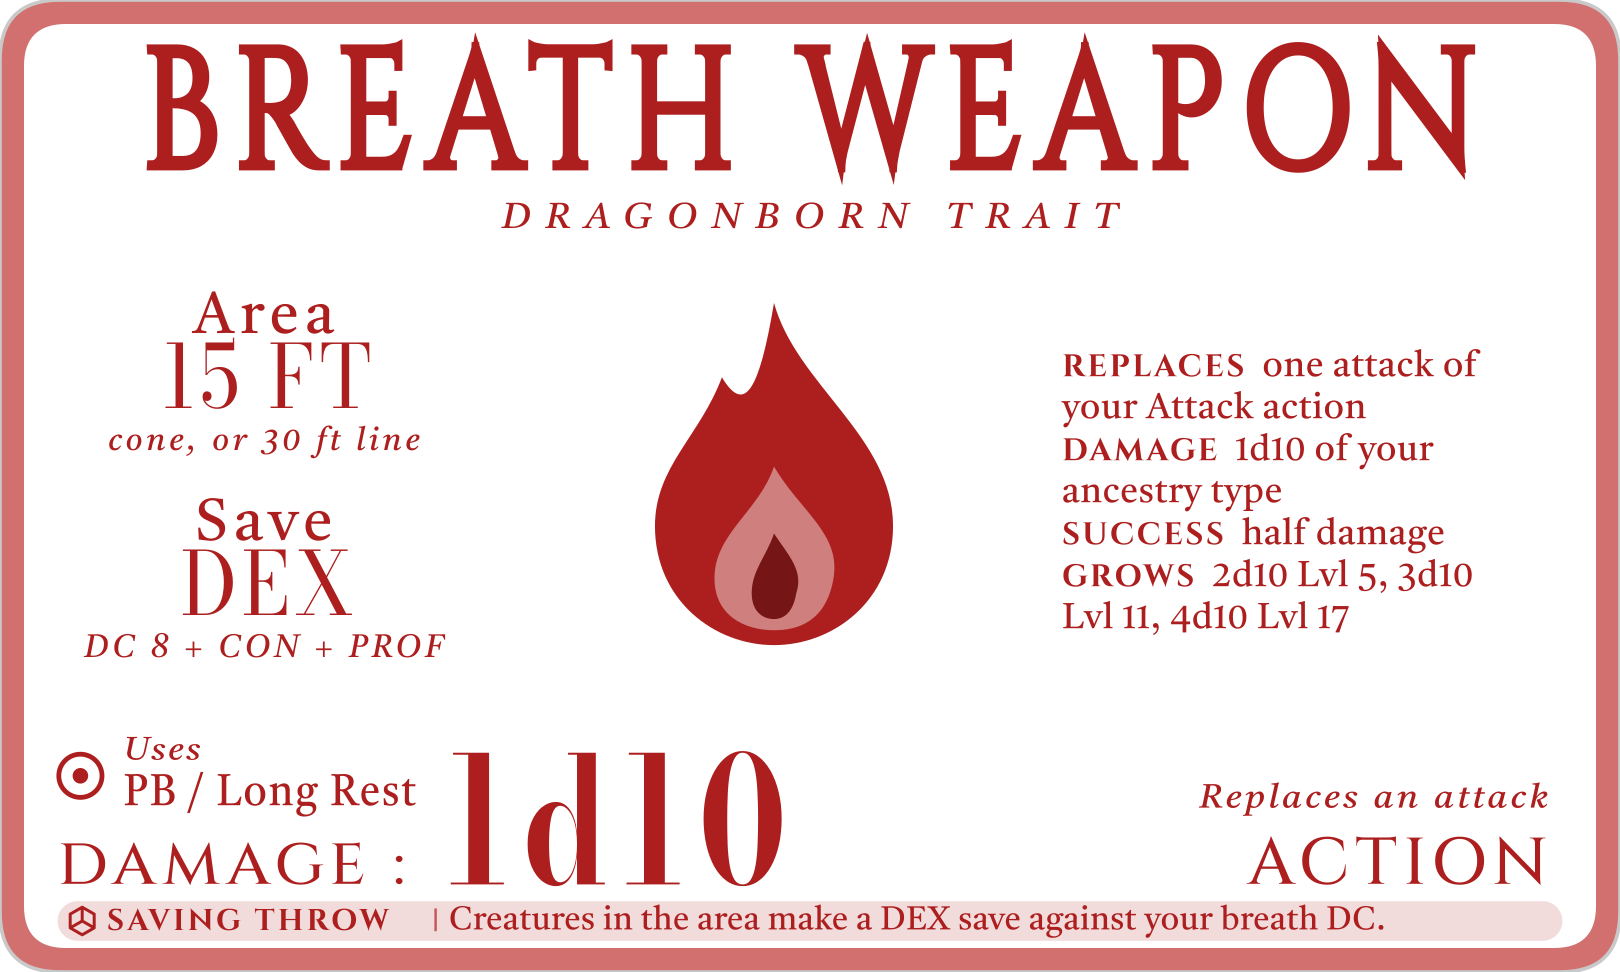 BREATH WEAPON
DRAGONBORN TRAIT
Area
15 FT
cone, or 30 ft line
Save
DEX
DC 8 + CON + PROF
REPLACES one attack of
your Attack action
DAMAGE 1d10 of your
ancestry type
SUCCESS half damage
GROWS 2d10 Lvl 5, 3d10
Lvl 11, 4d10 Lvl 17
Uses
PB / Long Rest
DAMAGE : 1d10
Replaces an attack
ACTION
SAVING THROW | Creatures in the area make a DEX save against your breath DC.